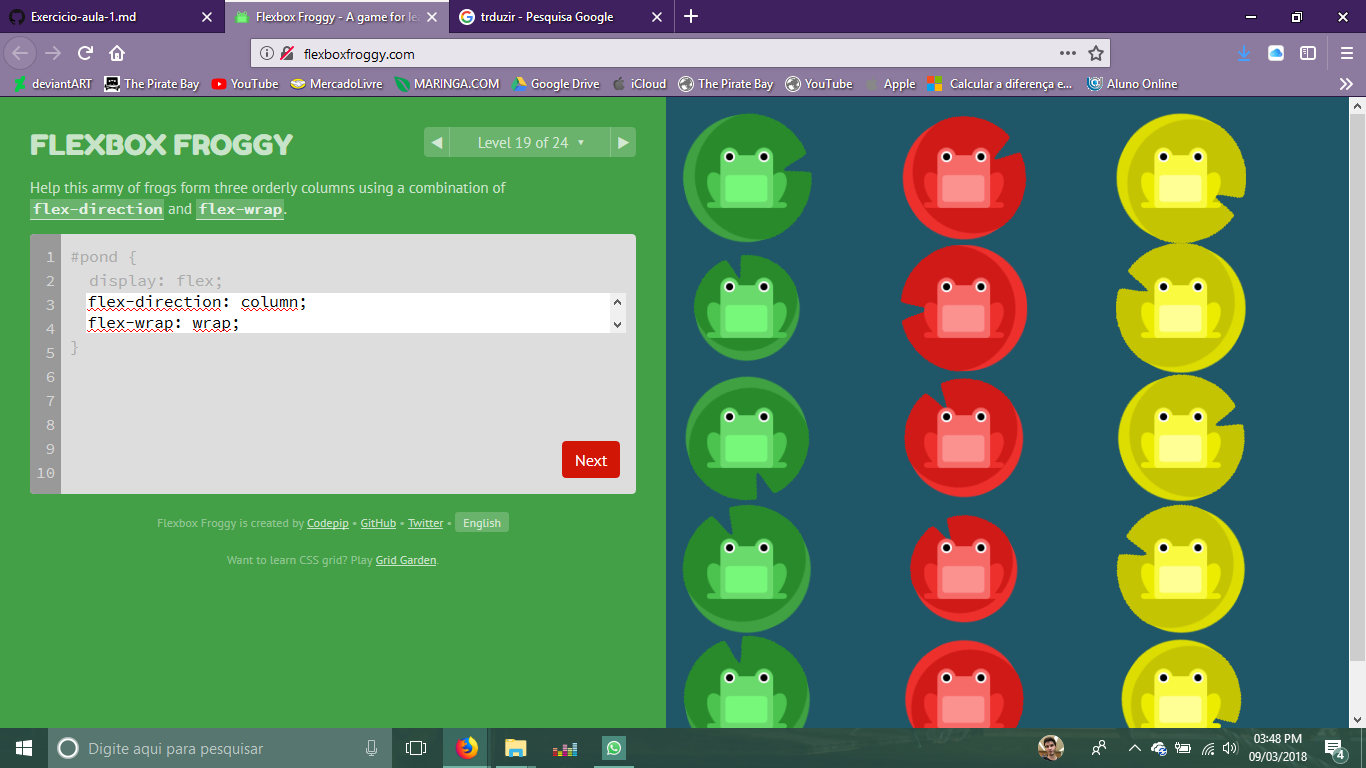 Exercicio-aula-1.md
Flexbox Froggy - A game for le
trduzir - Pesquisa Google
flexboxfroggy.com
deviantART The Pirate Bay YouTube MercadoLivre MARINGA.COM Google Drive iCloud The Pirate Bay YouTube Apple Calcular a diferença e... Aluno Online
FLEXBOX FROGGY
Level 19 of 24
Help this army of frogs form three orderly columns using a combination of
flex-direction and flex-wrap.
1 #pond {
2 display: flex;
3 flex-direction: column;
4 flex-wrap: wrap;
5 }
6
7
8
9
10
Next
Flexbox Froggy is created by Codepip • GitHub • Twitter • English
Want to learn CSS grid? Play Grid Garden.
Digite aqui para pesquisar
03:48 PM
09/03/2018
4